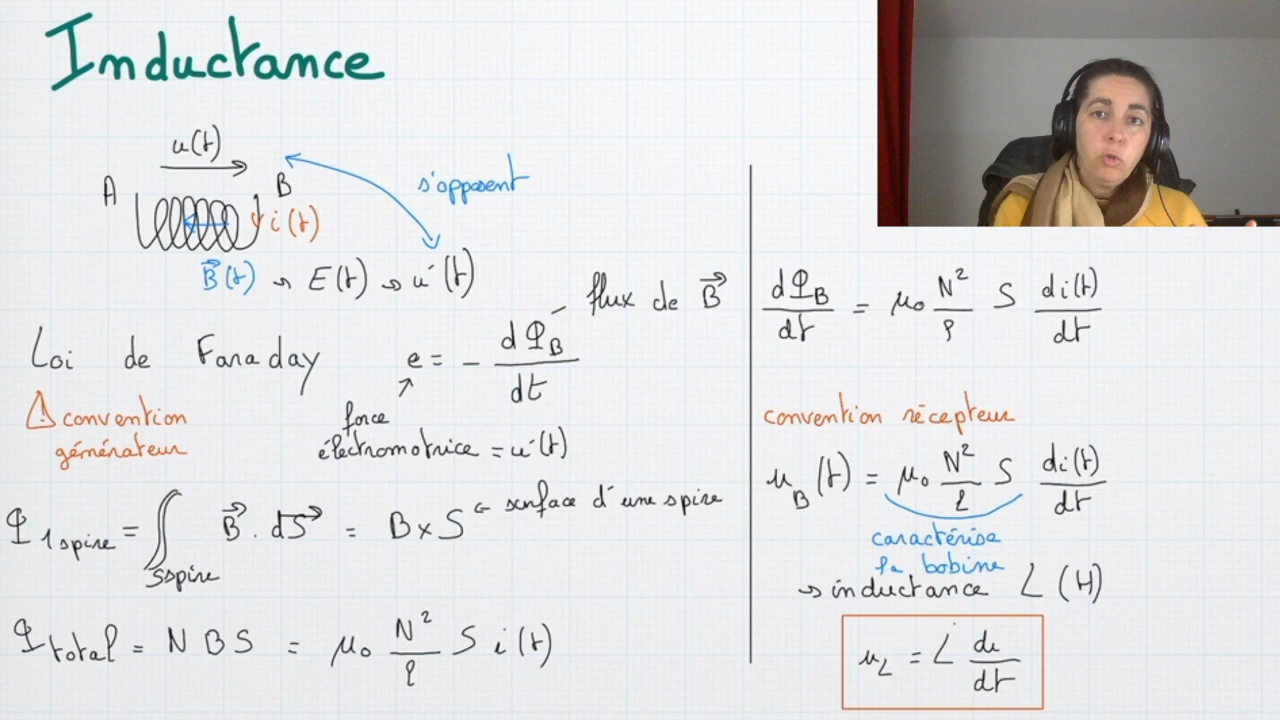 Inductance
u(t)
A
B
i(t)
s'opposent
B⃗(t) → E(t) → u'(t)
flux de B⃗
Loi de Faraday e = - dΦB/dt
⚠ convention
générateur
force
électromotrice = u'(t)
Φ1spire = ∫Sspire B⃗ . dS⃗ = B x S ← surface d'une spire
Φtotal = N B S = μ0 N²/l S i(t)
dΦB/dt = μ0 N²/l S di(t)/dt
convention récepteur
uB(t) = μ0 N²/l S di(t)/dt
caractérise
la bobine
→ inductance L (H)
uL = L di/dt